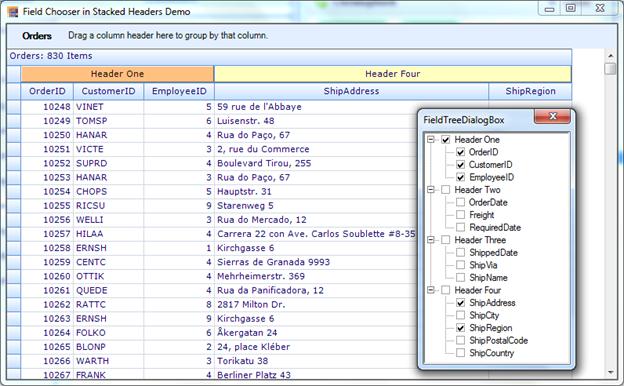 Field Chooser in Stacked Headers Demo
Orders Drag a column header here to group by that column.
Orders: 830 Items
Header One Header Four
OrderID CustomerID EmployeeID ShipAddress ShipRegion
10248 VINET 5 59 rue de l'Abbaye
10249 TOMSP 6 Luisenstr. 48
10250 HANAR 4 Rua do Paço, 67
10251 VICTE 3 2, rue du Commerce
10252 SUPRD 4 Boulevard Tirou, 255
10253 HANAR 3 Rua do Paço, 67
10254 CHOPS 5 Hauptstr. 31
10255 RICSU 9 Starenweg 5
10256 WELLI 3 Rua do Mercado, 12
10257 HILAA 4 Carrera 22 con Ave. Carlos Soublette #8-35
10258 ERNSH 1 Kirchgasse 6
10259 CENTC 4 Sierras de Granada 9993
10260 OTTIK 4 Mehrheimerstr. 369
10261 QUEDE 4 Rua da Panificadora, 12
10262 RATTC 8 2817 Milton Dr.
10263 ERNSH 9 Kirchgasse 6
10264 FOLKO 6 Åkergatan 24
10265 BLONP 2 24, place Kléber
10266 WARTH 3 Torikatu 38
10267 FRANK 4 Berliner Platz 43
FieldTreeDialogBox
Header One
OrderID
CustomerID
EmployeeID
Header Two
OrderDate
Freight
RequiredDate
Header Three
ShippedDate
ShipVia
ShipName
Header Four
ShipAddress
ShipCity
ShipRegion
ShipPostalCode
ShipCountry